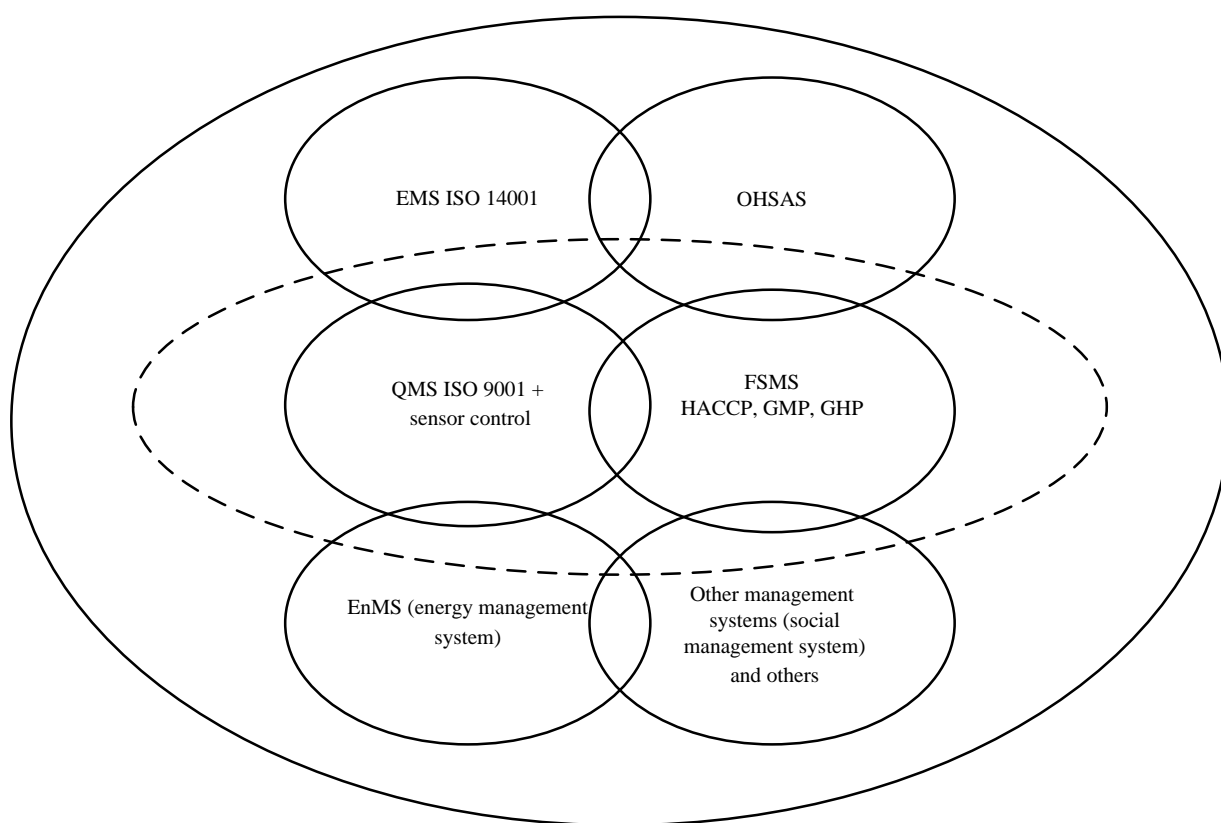 EMS ISO 14001
OHSAS
QMS ISO 9001 +
sensor control
FSMS
HACCP, GMP, GHP
EnMS (energy management
system)
Other management
systems (social
management system)
and others